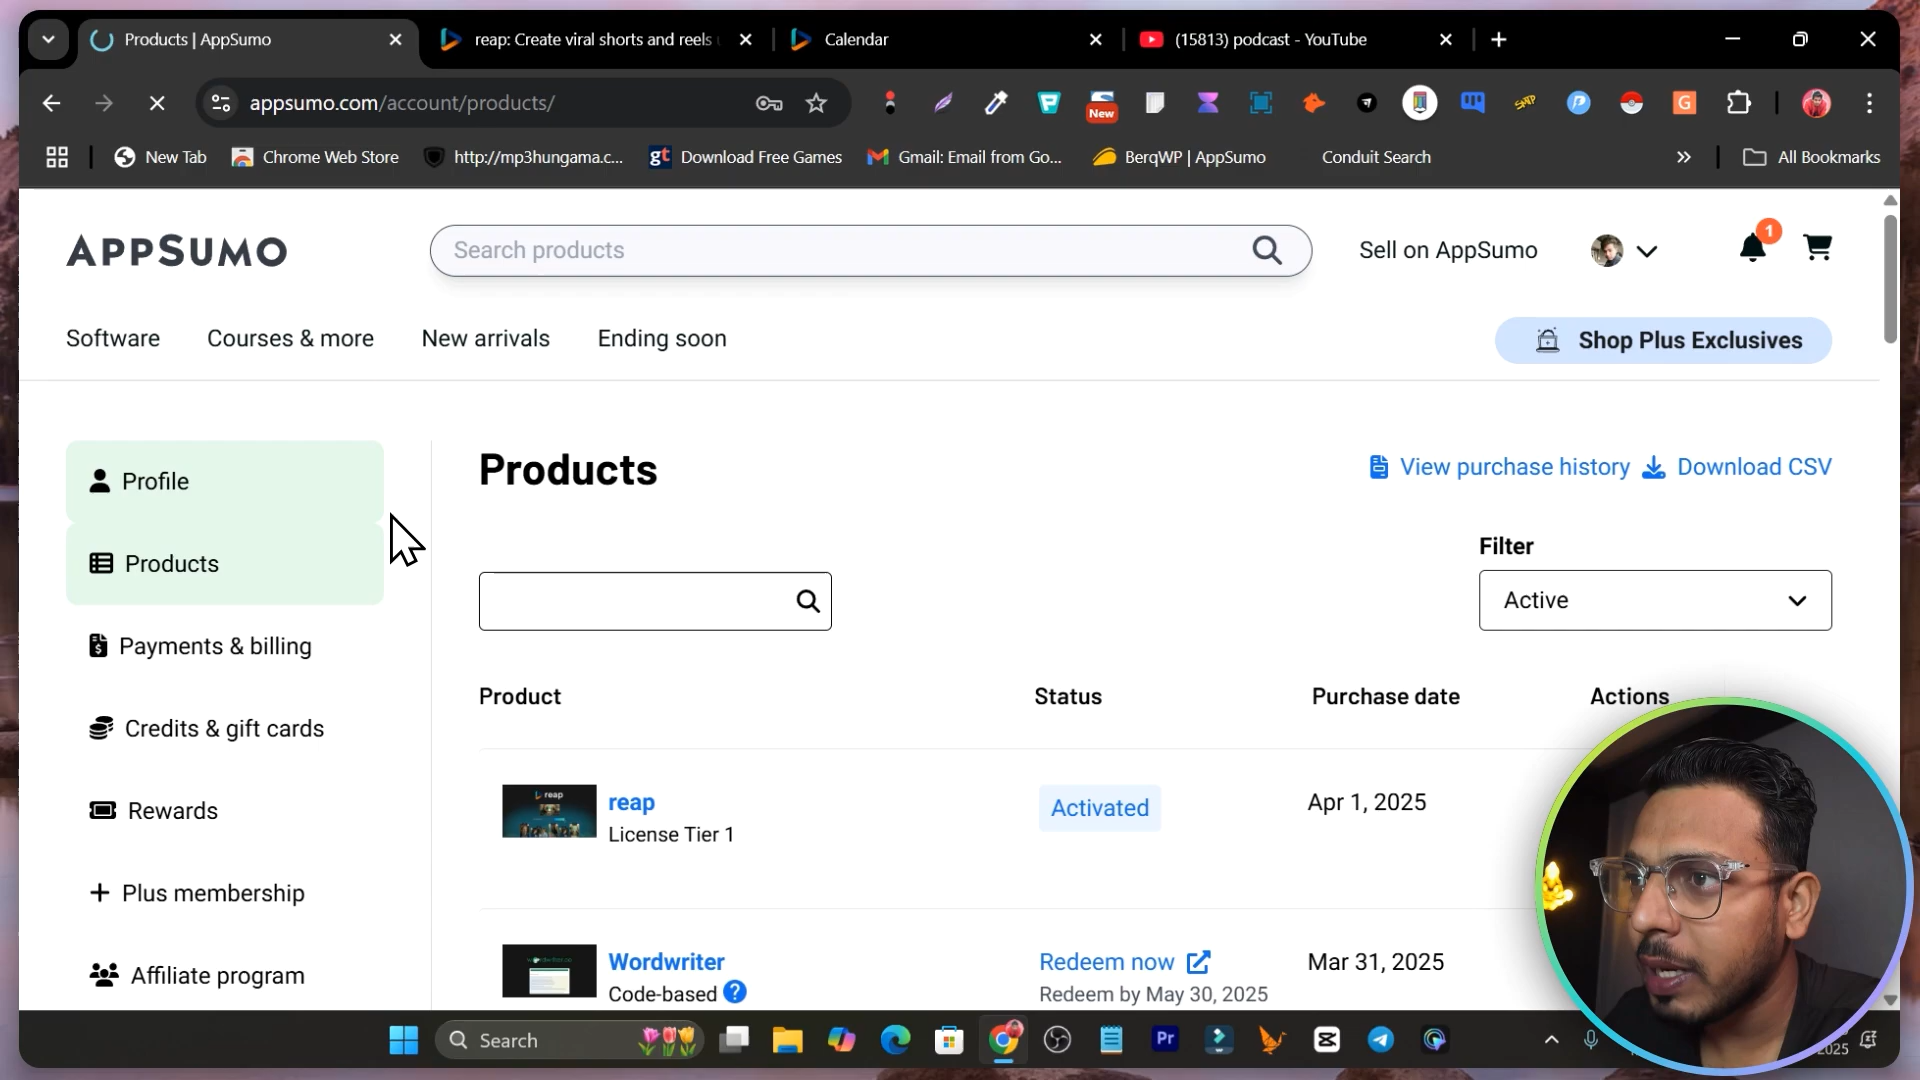 Products | AppSumo
reap: Create viral shorts and reels
Calendar
(15813) podcast - YouTube
appsumo.com/account/products/
New
New Tab
Chrome Web Store
http://mp3hungama.c...
gt
Download Free Games
Gmail: Email from Go...
BerqWP | AppSumo
Conduit Search
All Bookmarks
APPSUMO
Search products
Sell on AppSumo
1
Software
Courses & more
New arrivals
Ending soon
Shop Plus Exclusives
Profile
Products
Payments & billing
Credits & gift cards
Rewards
Plus membership
Affiliate program
Products
View purchase history
Download CSV
Filter
Active
Product
Status
Purchase date
Actions
reap
reap
License Tier 1
Activated
Apr 1, 2025
Wordwriter
Code-based
Redeem now
Redeem by May 30, 2025
Mar 31, 2025
Search
Pr
2025